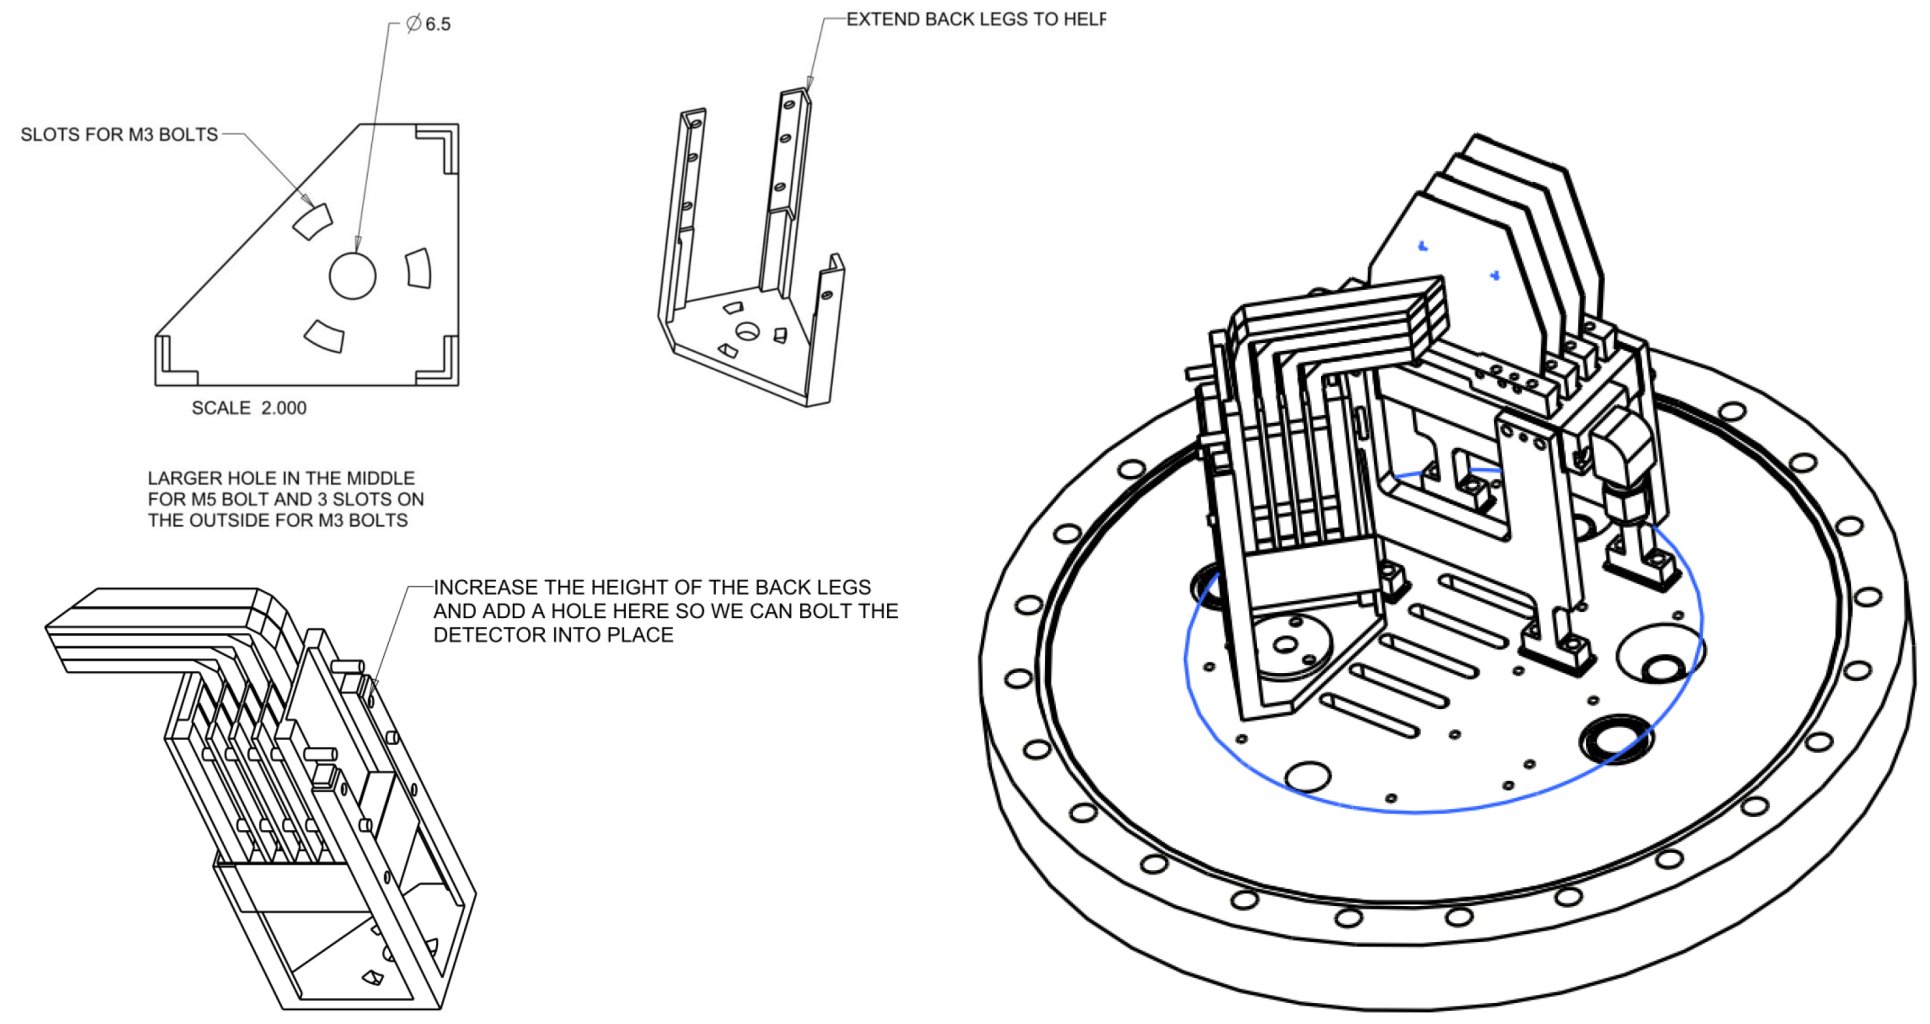 ⌀6.5
EXTEND BACK LEGS TO HELP
SLOTS FOR M3 BOLTS
SCALE 2.000
LARGER HOLE IN THE MIDDLE
FOR M5 BOLT AND 3 SLOTS ON
THE OUTSIDE FOR M3 BOLTS
INCREASE THE HEIGHT OF THE BACK LEGS
AND ADD A HOLE HERE SO WE CAN BOLT THE
DETECTOR INTO PLACE